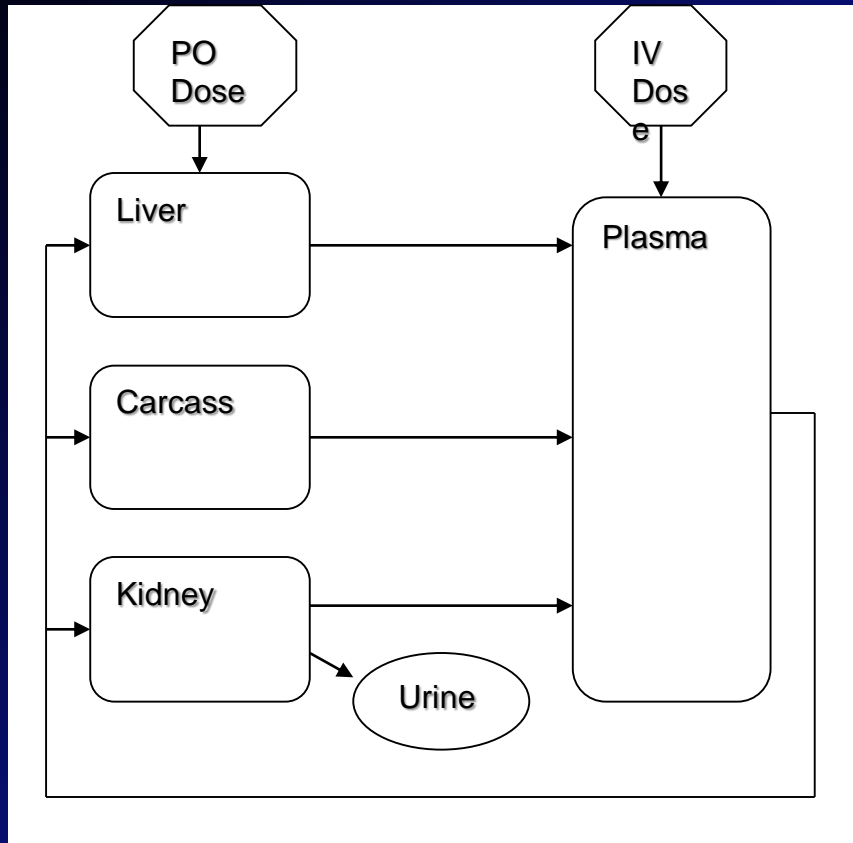 PO
Dose
IV
Dos
e
Liver
Plasma
Carcass
Kidney
Urine